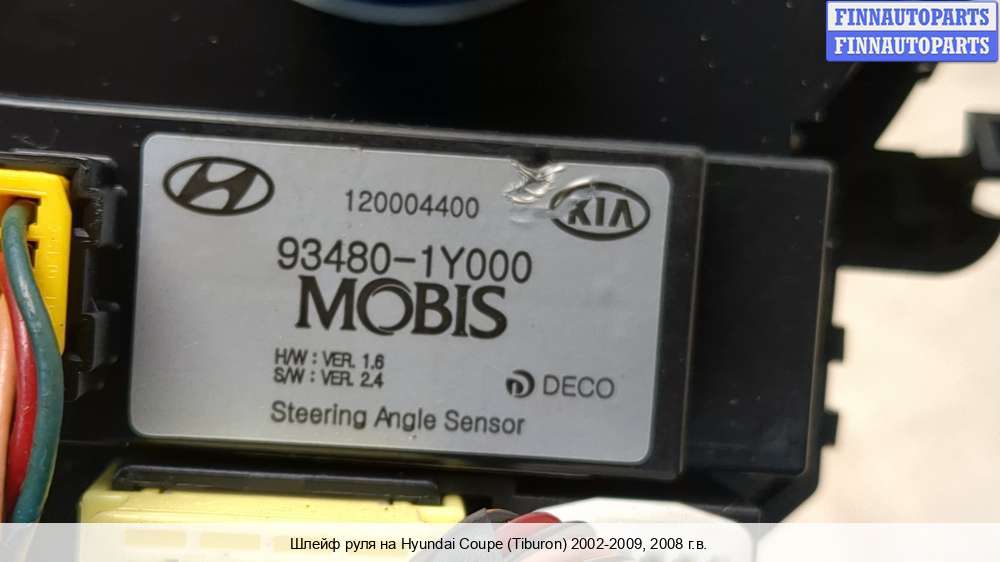 FINNAUTOPARTS
FINNAUTOPARTS
120004400
KIA
93480-1Y000
MOBIS
H/W : VER. 1.6
S/W : VER. 2.4
DECO
Steering Angle Sensor
Шлейф руля на Hyundai Coupe (Tiburon) 2002-2009, 2008 г.в.